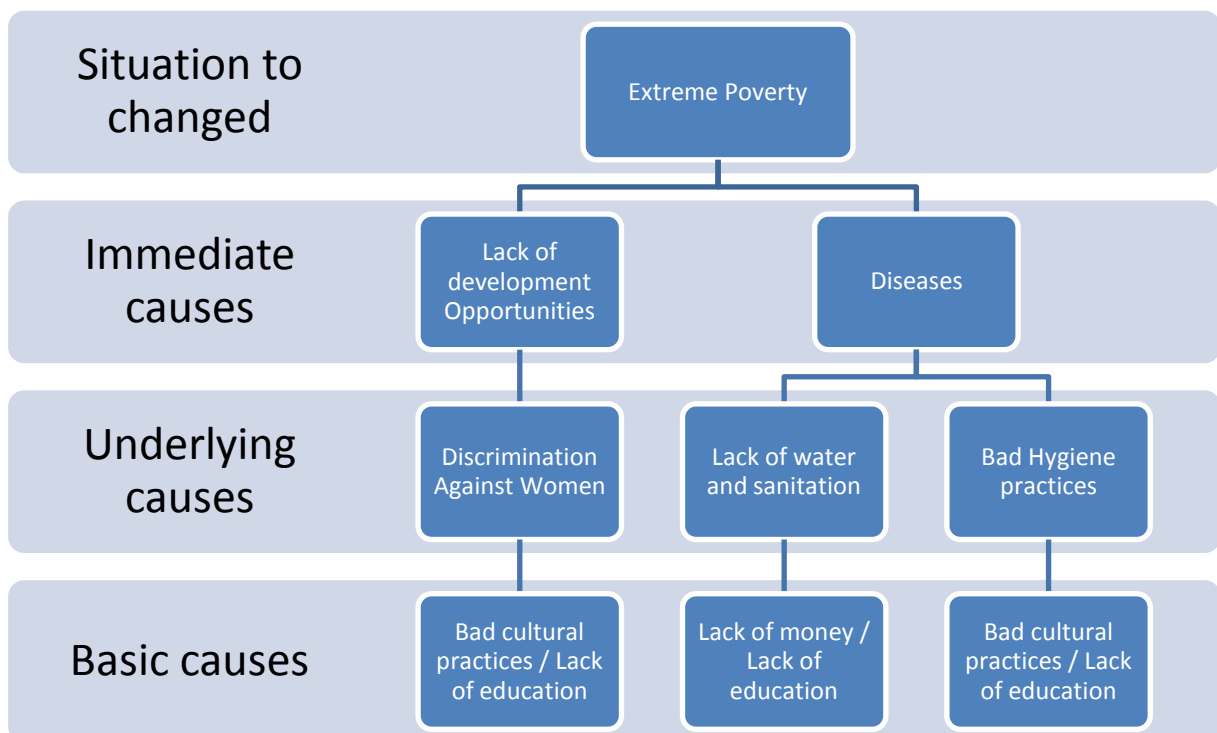 Situation to
changed
Extreme Poverty
Immediate
causes
Lack of
development
Opportunities
Diseases
Underlying
causes
Discrimination
Against Women
Lack of water
and sanitation
Bad Hygiene
practices
Basic causes
Bad cultural
practices / Lack
of education
Lack of money /
Lack of
education
Bad cultural
practices / Lack
of education